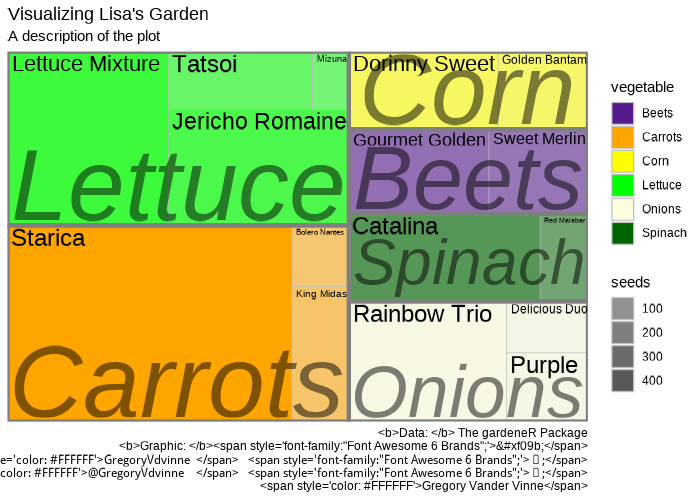 Visualizing Lisa's Garden
A description of the plot
Lettuce Mixture
Tatsoi
Mizuna
Jericho Romaine
Lettuce
Starica
Bolero Nantes
King Midas
Carrots
Dorinny Sweet
Golden Bantam
Corn
Gourmet Golden
Sweet Merlin
Beets
Catalina
Red Malabar
Spinach
Rainbow Trio
Delicious Duo
Purple
Onions
vegetable
Beets
Carrots
Corn
Lettuce
Onions
Spinach
seeds
100
200
300
400
<b>Data: </b> The gardeneR Package
<b>Graphic: </b><span style='font-family:"Font Awesome 6 Brands";'>&#xf09b;</span>
e='color: #FFFFFF'>GregoryVdvinne </span> <span style='font-family:"Font Awesome 6 Brands";'> ;</span>
color: #FFFFFF'>@GregoryVdvinne </span> <span style='font-family:"Font Awesome 6 Brands";'> ;</span>
<span style='color: #FFFFFF'>Gregory Vander Vinne</span>